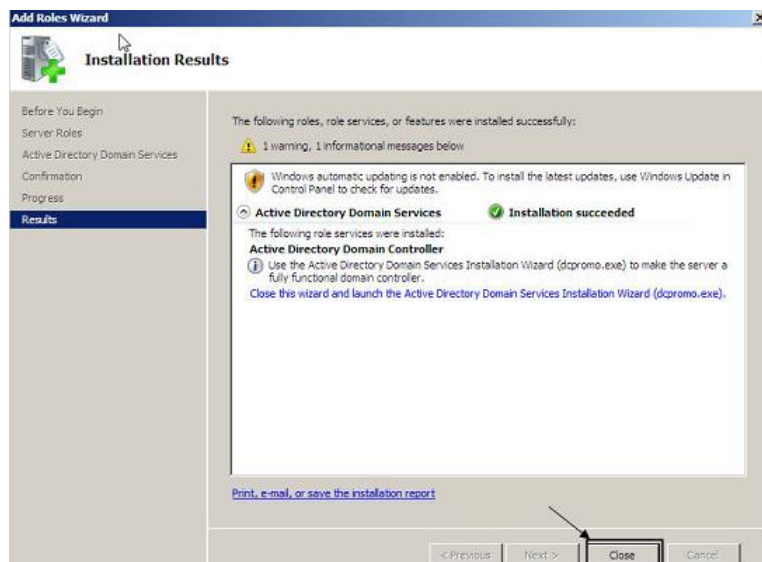 Add Roles Wizard
Installation Results
Before You Begin
Server Roles
Active Directory Domain Services
Confirmation
Progress
Results
The following roles, role services, or features were installed successfully:
1 warning, 1 informational messages below
Windows automatic updating is not enabled. To install the latest updates, use Windows Update in
Control Panel to check for updates.
Active Directory Domain Services Installation succeeded
The following role services were installed:
Active Directory Domain Controller
Use the Active Directory Domain Services Installation Wizard (dcpromo.exe) to make the server a
fully functional domain controller.
Close this wizard and launch the Active Directory Domain Services Installation Wizard (dcpromo.exe).
Print, e-mail, or save the installation report
< Previous Next > Close Cancel